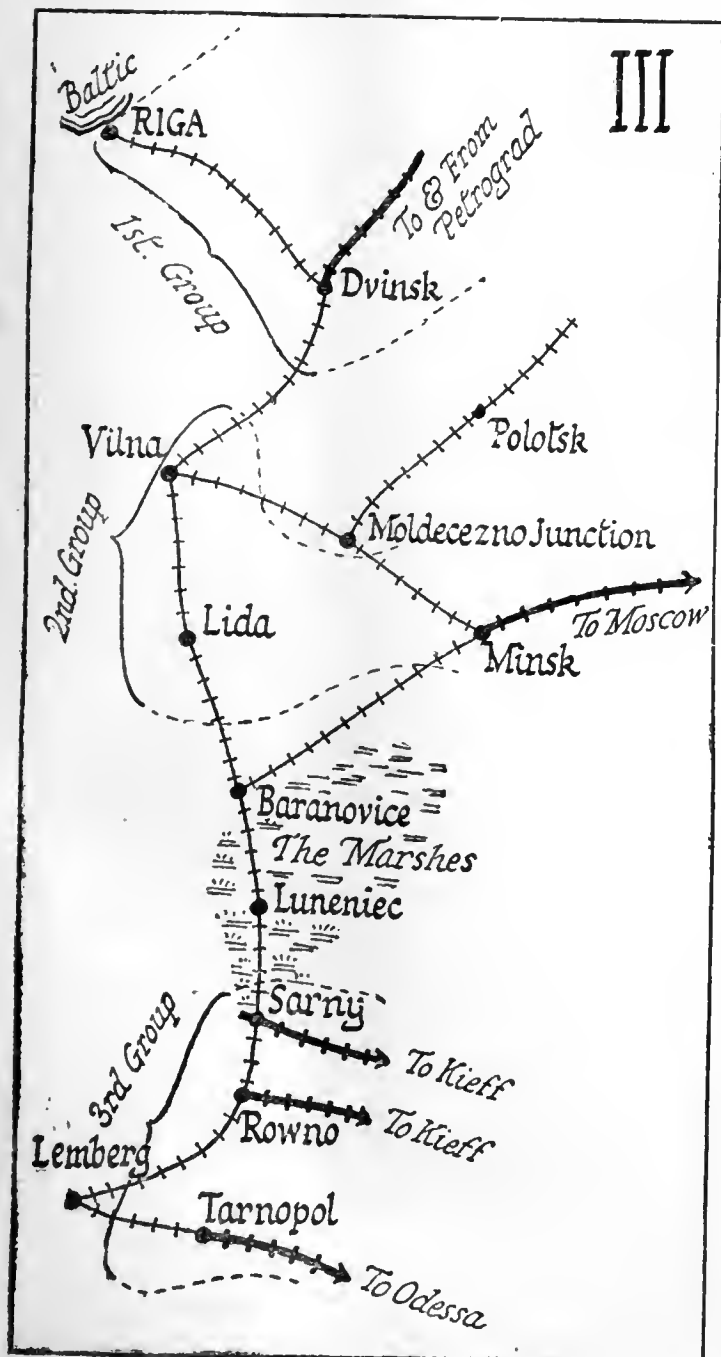 III
Baltic
RIGA
To & From
Petrograd
1st. Group
Dvinsk
Polotsk
Vilna
Moldecezno Junction
2nd. Group
Lida
To Moscow
Minsk
Baranovice
The Marshes
Luneniec
Sarny
3rd Group
To Kieff
Rowno
To Kieff
Lemberg
Tarnopol
To Odessa